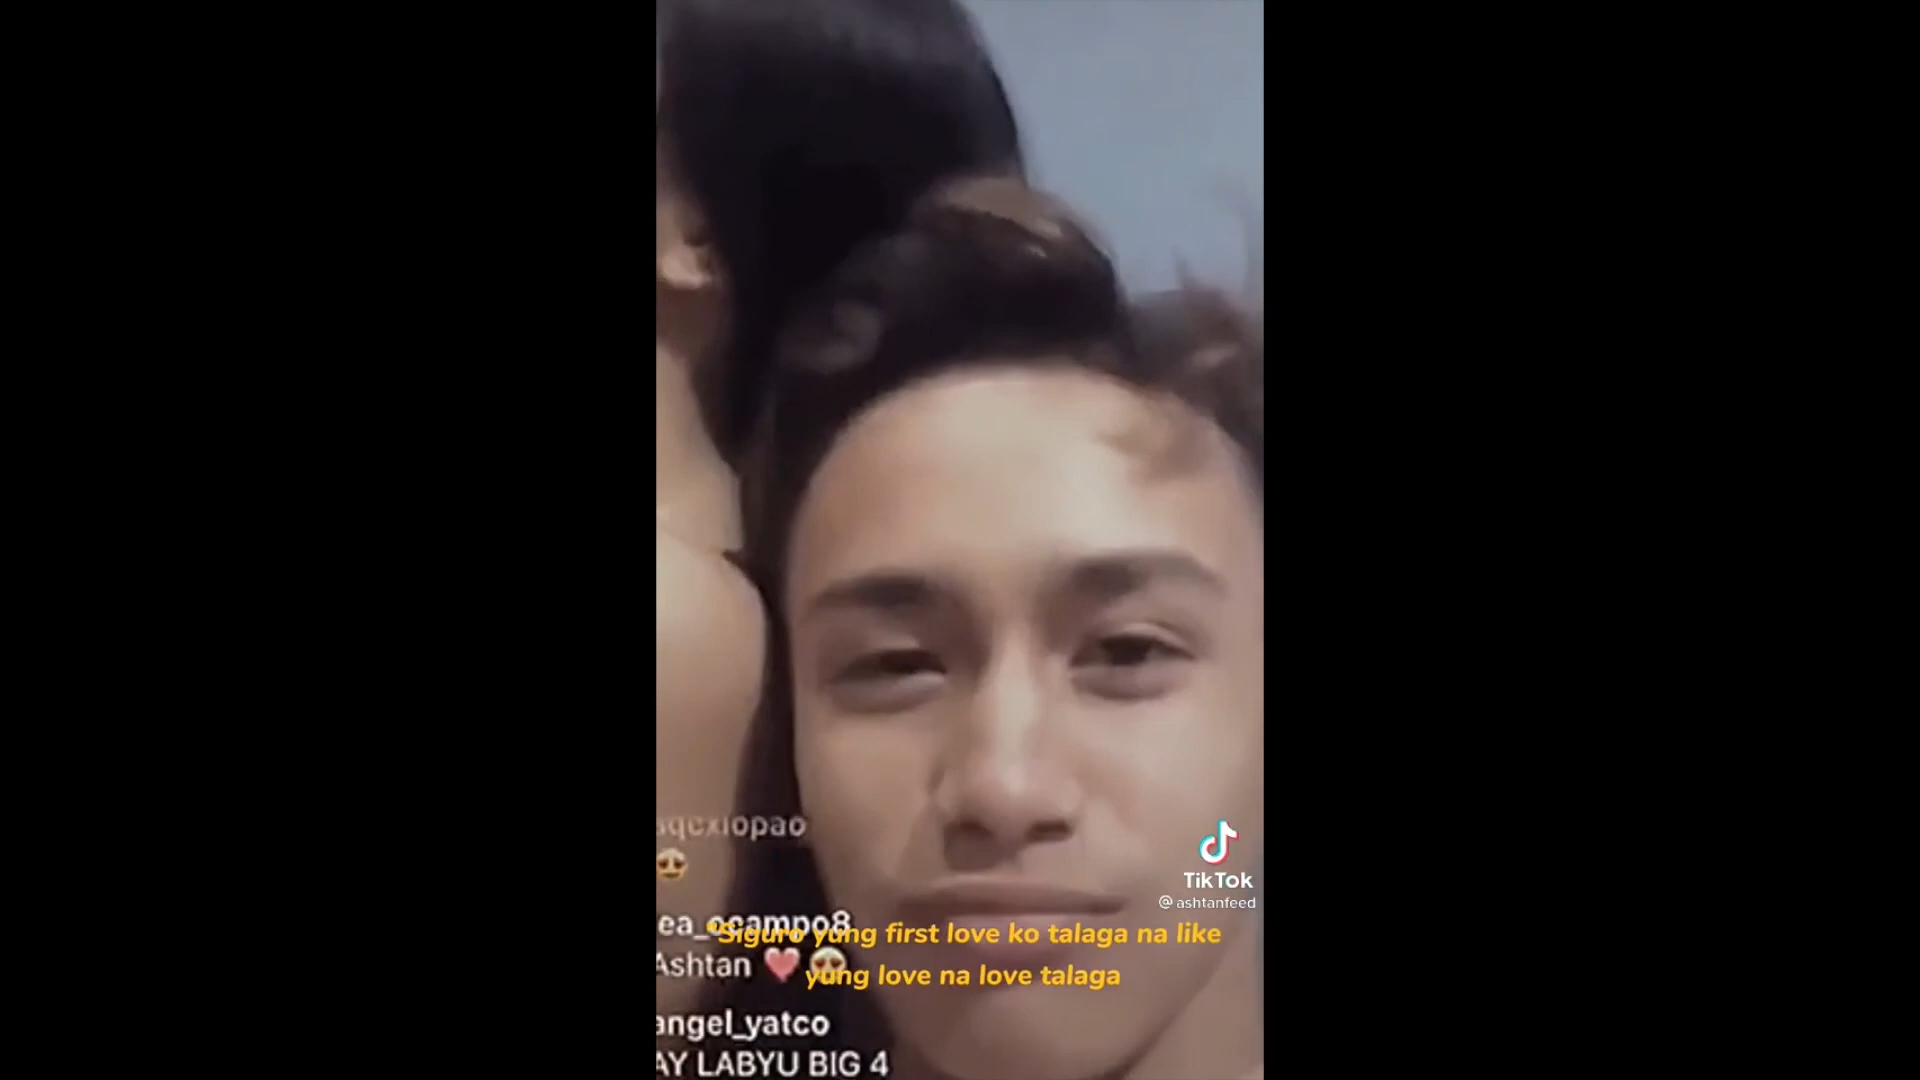 ea_ocampo8
Ashtan ❤️😍
"Siguro yung first love ko talaga na like
yung love na love talaga
angel_yatco
AY LABYU BIG 4
TikTok
@ashtanfeed